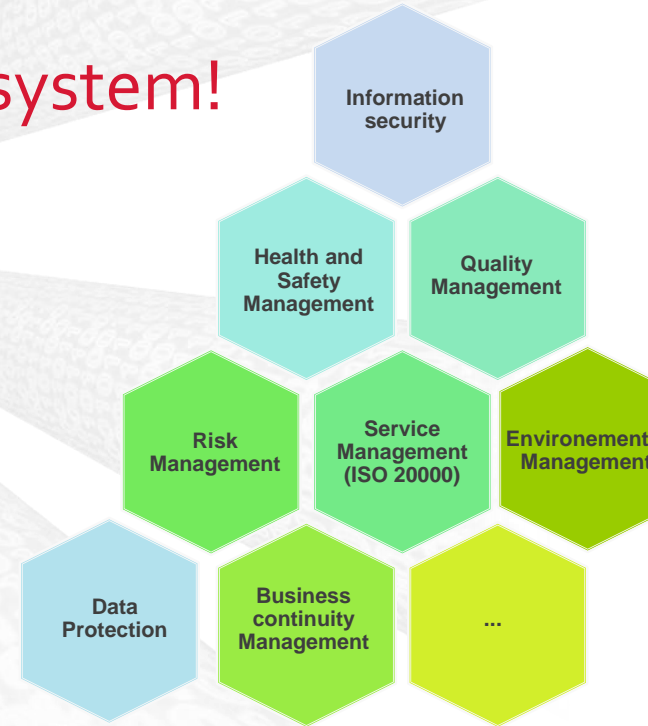 system!
Information
security
Health and
Safety
Management
Quality
Management
Risk
Management
Service
Management
(ISO 20000)
Environement
Management
Data
Protection
Business
continuity
Management
...